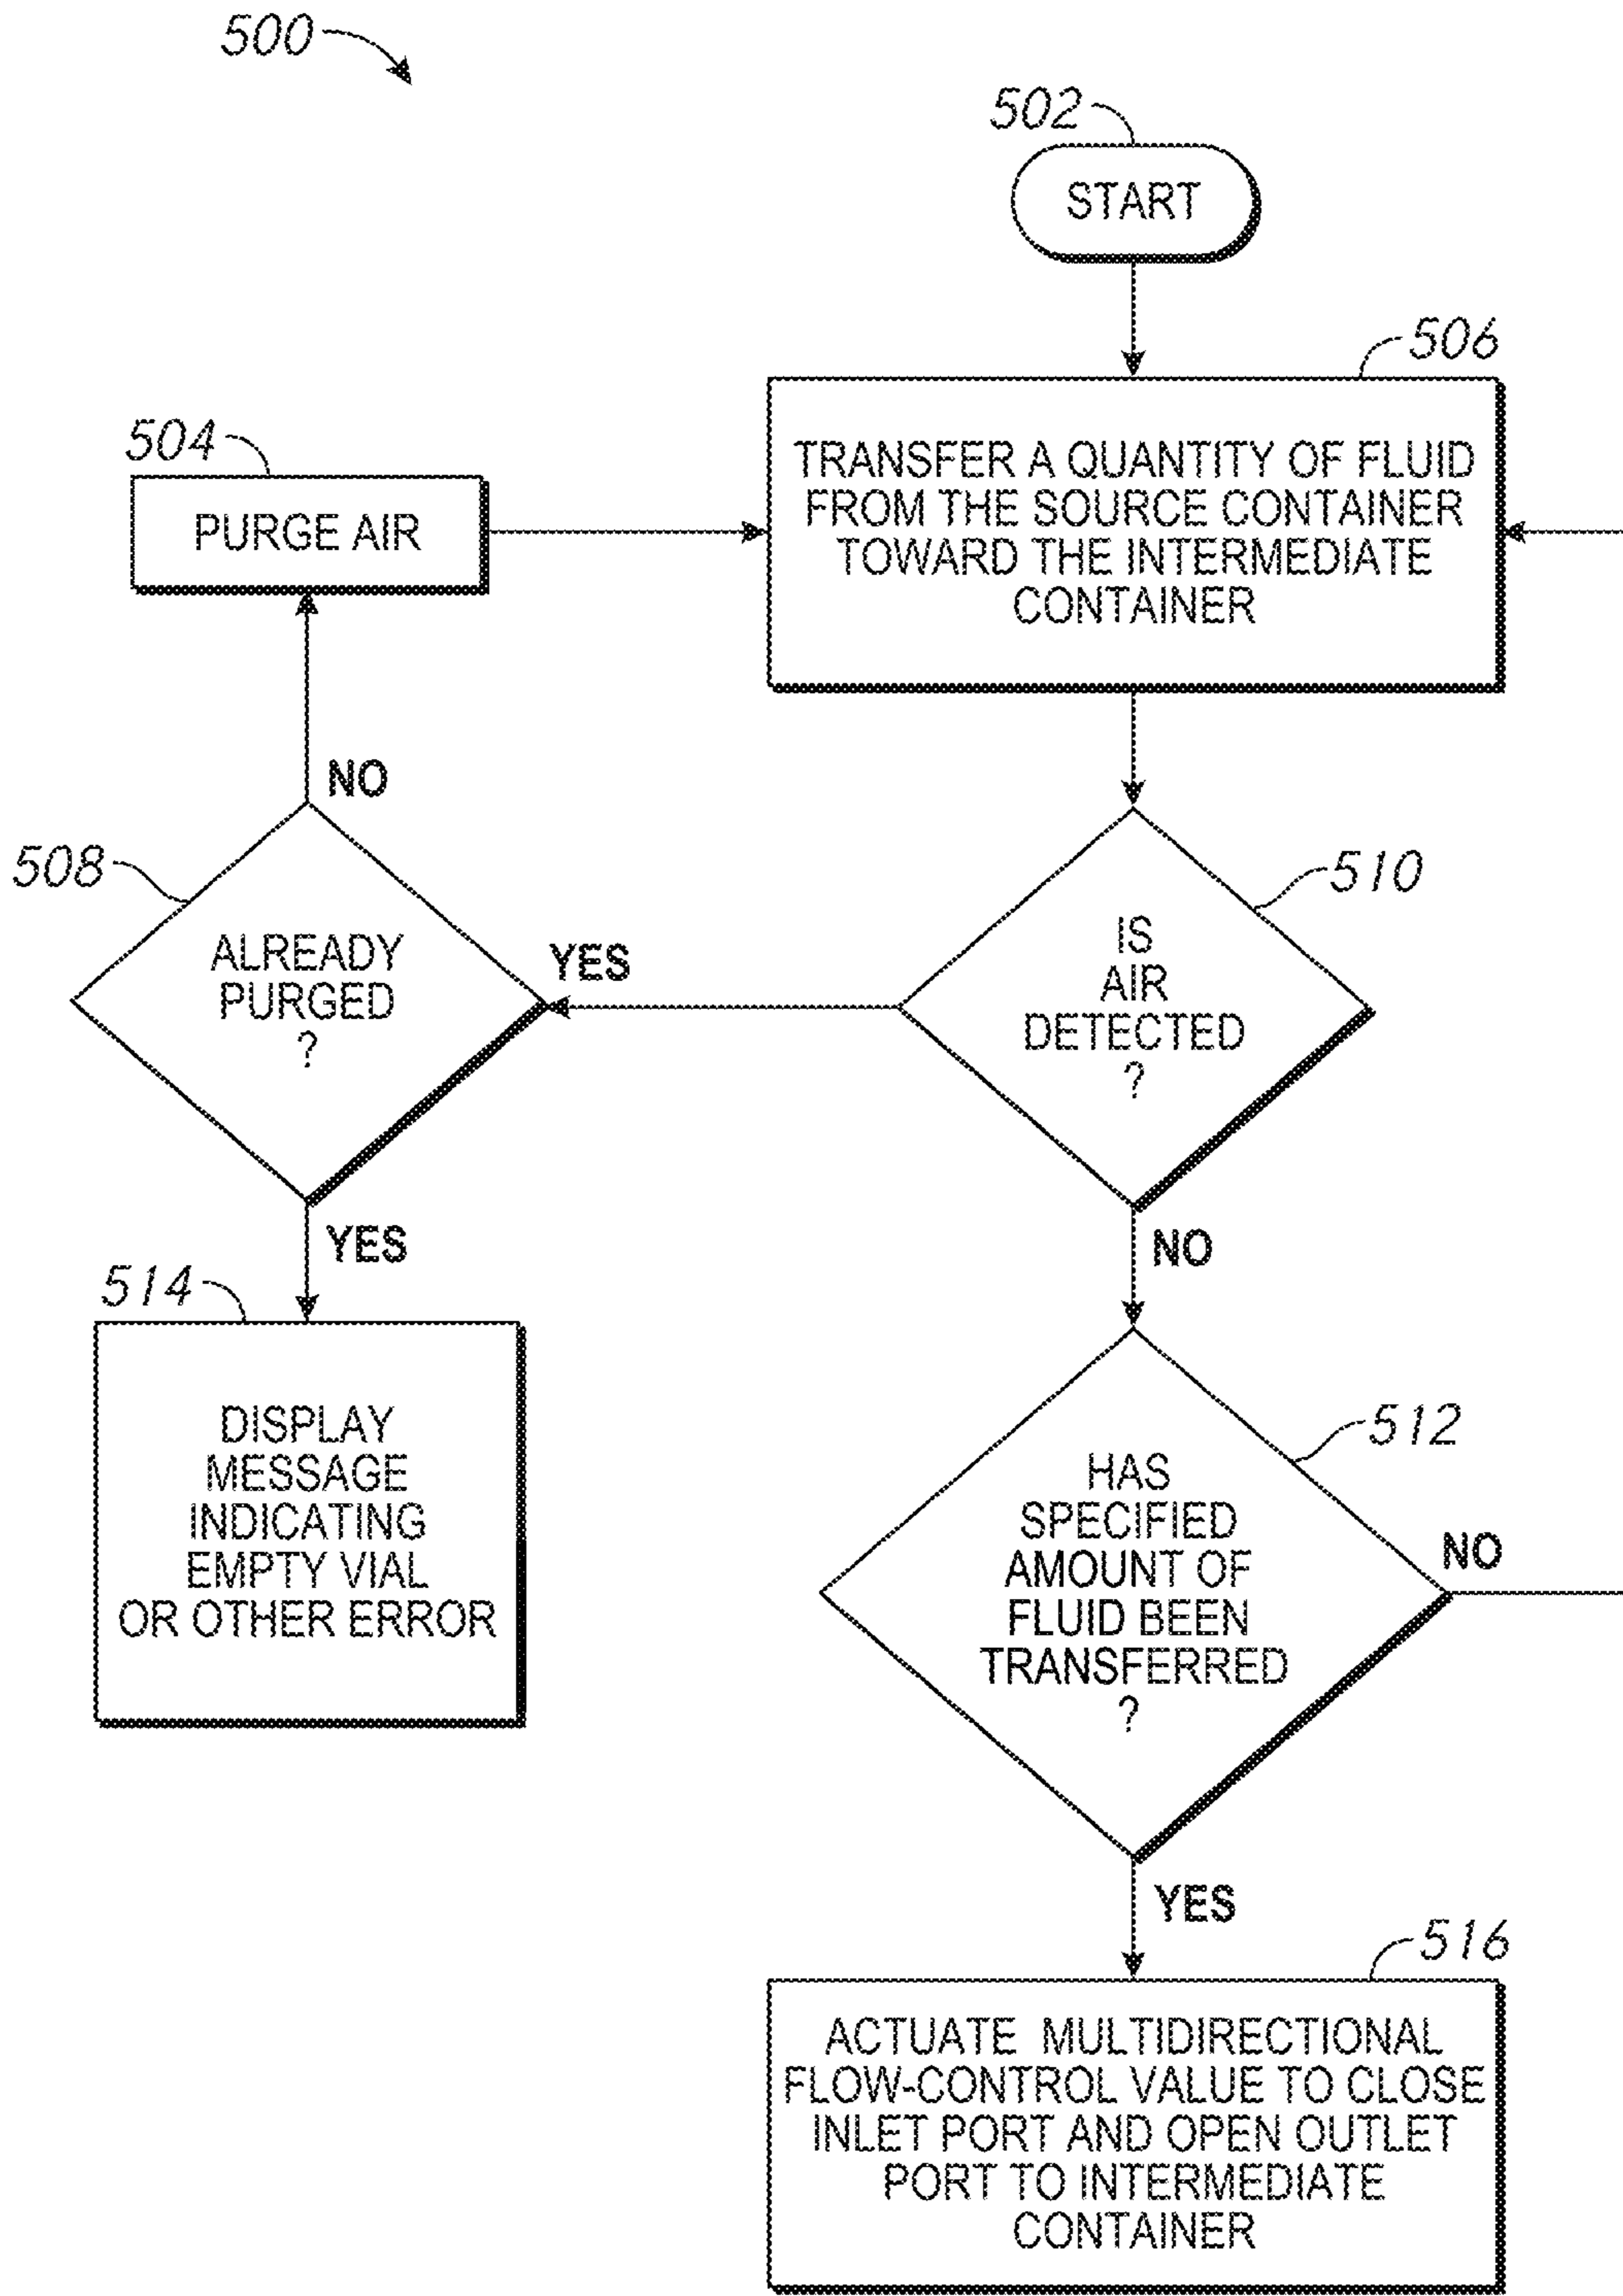 500
502
START
506
TRANSFER A QUANTITY OF FLUID
FROM THE SOURCE CONTAINER
TOWARD THE INTERMEDIATE
CONTAINER
504
PURGE AIR
NO
508
ALREADY
PURGED
?
YES
510
IS
AIR
DETECTED
?
YES
NO
514
DISPLAY
MESSAGE
INDICATING
EMPTY VIAL
OR OTHER ERROR
512
HAS
SPECIFIED
AMOUNT OF
FLUID BEEN
TRANSFERRED
?
NO
YES
516
ACTUATE MULTIDIRECTIONAL
FLOW-CONTROL VALUE TO CLOSE
INLET PORT AND OPEN OUTLET
PORT TO INTERMEDIATE
CONTAINER